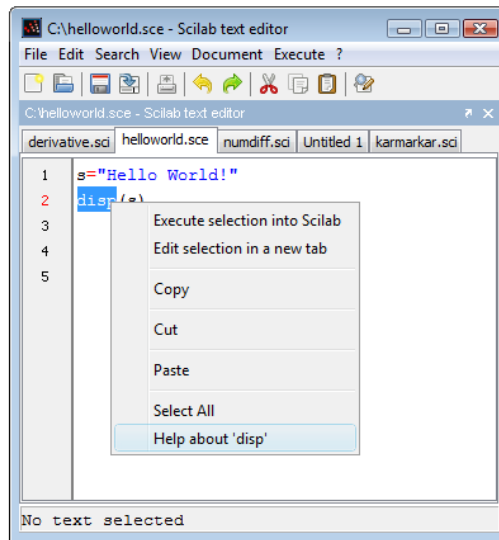 C:\helloworld.sce - Scilab text editor
File Edit Search View Document Execute ?
C:\helloworld.sce - Scilab text editor
derivative.sci helloworld.sce numdiff.sci Untitled 1 karmarkar.sci
1 s="Hello World!"
2 disp(s)
3
4
5
Execute selection into Scilab
Edit selection in a new tab
Copy
Cut
Paste
Select All
Help about 'disp'
No text selected